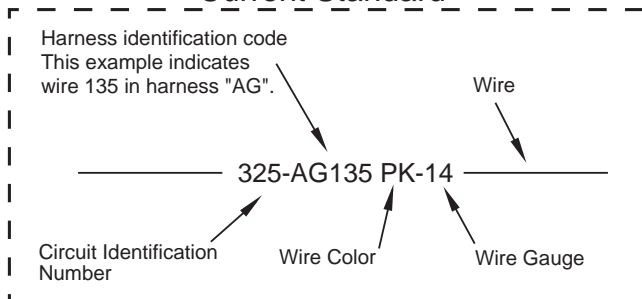 Current Standard
Harness identification code
This example indicates
wire 135 in harness "AG".
Wire
325-AG135 PK-14
Circuit Identification
Number
Wire Color
Wire Gauge